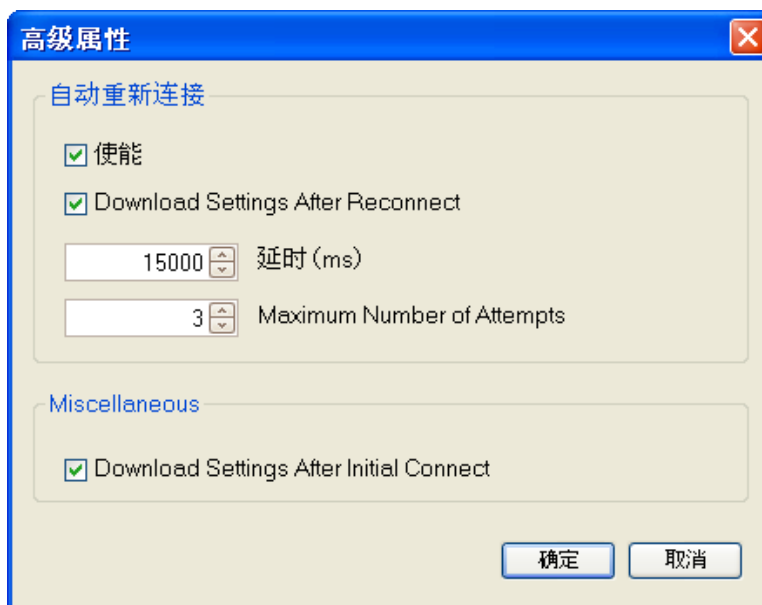 高级属性
自动重新连接
使能
Download Settings After Reconnect
15000 延时(ms)
3 Maximum Number of Attempts
Miscellaneous
Download Settings After Initial Connect
确定 取消